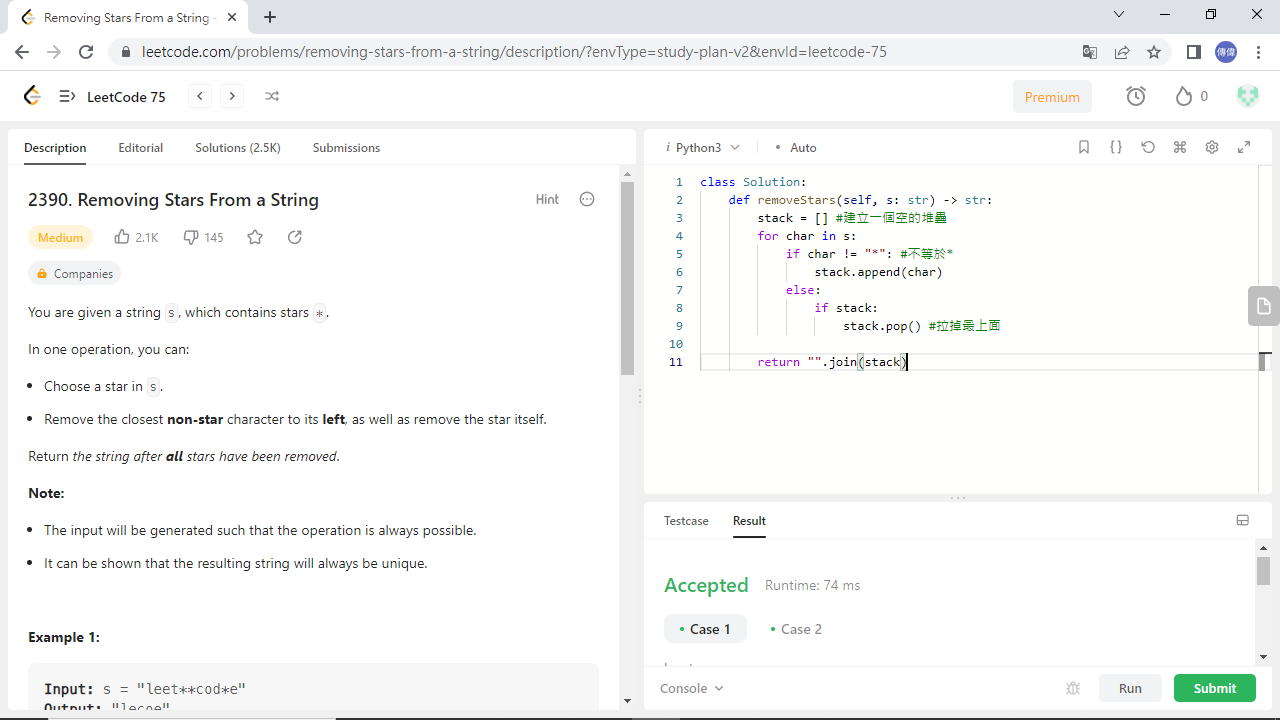 Removing Stars From a String -
leetcode.com/problems/removing-stars-from-a-string/description/?envType=study-plan-v2&envId=leetcode-75
傳偉
LeetCode 75
Premium
0
Description
Editorial
Solutions (2.5K)
Submissions
2390. Removing Stars From a String
Hint
Medium
2.1K
145
Companies
You are given a string s, which contains stars *.
In one operation, you can:
• Choose a star in s.
• Remove the closest non-star character to its left, as well as remove the star itself.
Return the string after all stars have been removed.
Note:
• The input will be generated such that the operation is always possible.
• It can be shown that the resulting string will always be unique.
Example 1:
Input: s = "leet**cod*e"
Output: "lecoe"
i Python3
• Auto
{}
1 class Solution:
2 def removeStars(self, s: str) -> str:
3 stack = [] #建立一個空的堆疊
4 for char in s:
5 if char != "*": #不等於*
6 stack.append(char)
7 else:
8 if stack:
9 stack.pop() #拉掉最上面
10
11 return "".join(stack)
Testcase
Result
Accepted
Runtime: 74 ms
• Case 1
• Case 2
Console
Run
Submit